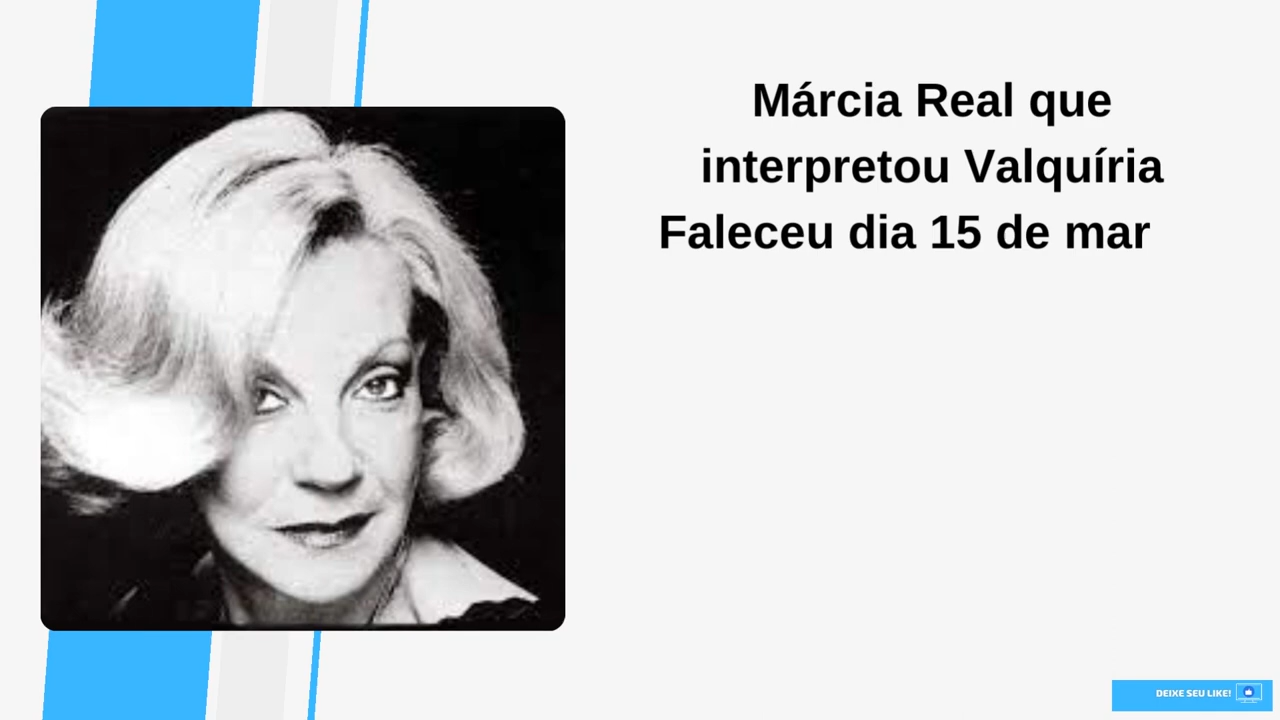 Márcia Real que
interpretou Valquíria
Faleceu dia 15 de mar
DEIXE SEU LIKE!